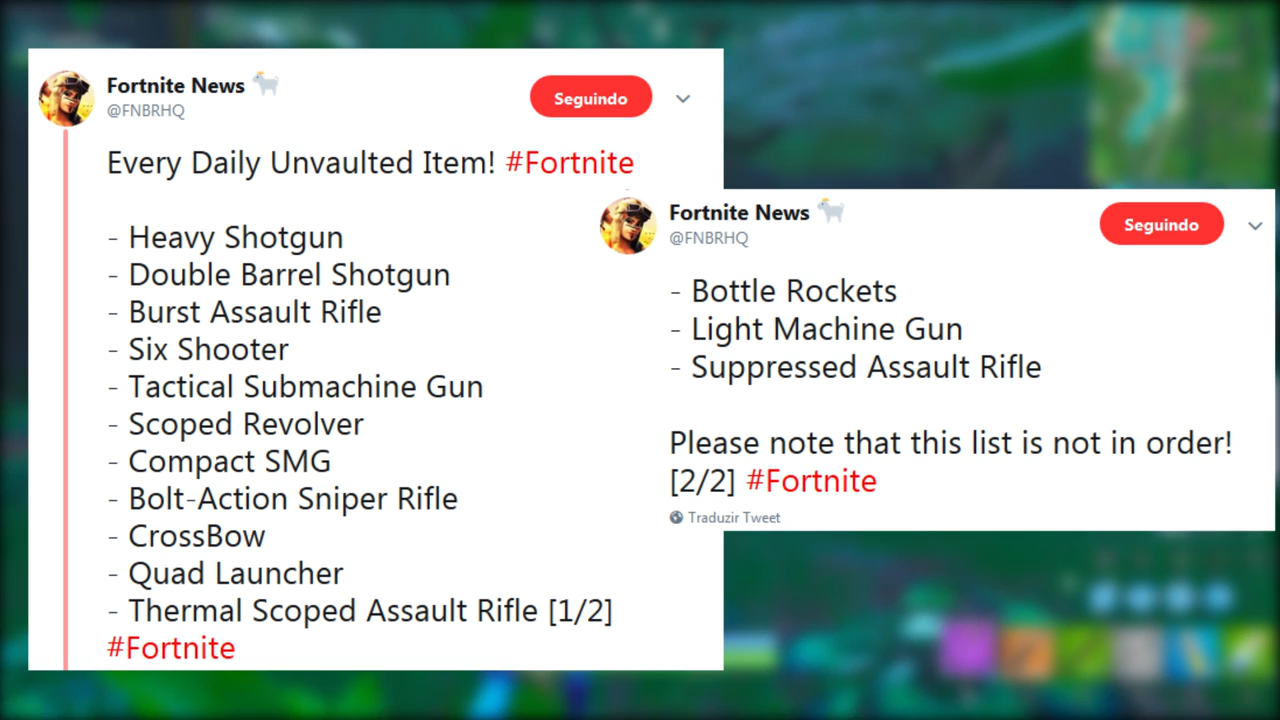 Fortnite News
@FNBRHQ
Seguindo
Every Daily Unvaulted Item! #Fortnite
- Heavy Shotgun
- Double Barrel Shotgun
- Burst Assault Rifle
- Six Shooter
- Tactical Submachine Gun
- Scoped Revolver
- Compact SMG
- Bolt-Action Sniper Rifle
- CrossBow
- Quad Launcher
- Thermal Scoped Assault Rifle [1/2]
#Fortnite
Fortnite News
@FNBRHQ
Seguindo
- Bottle Rockets
- Light Machine Gun
- Suppressed Assault Rifle
Please note that this list is not in order!
[2/2] #Fortnite
Traduzir Tweet